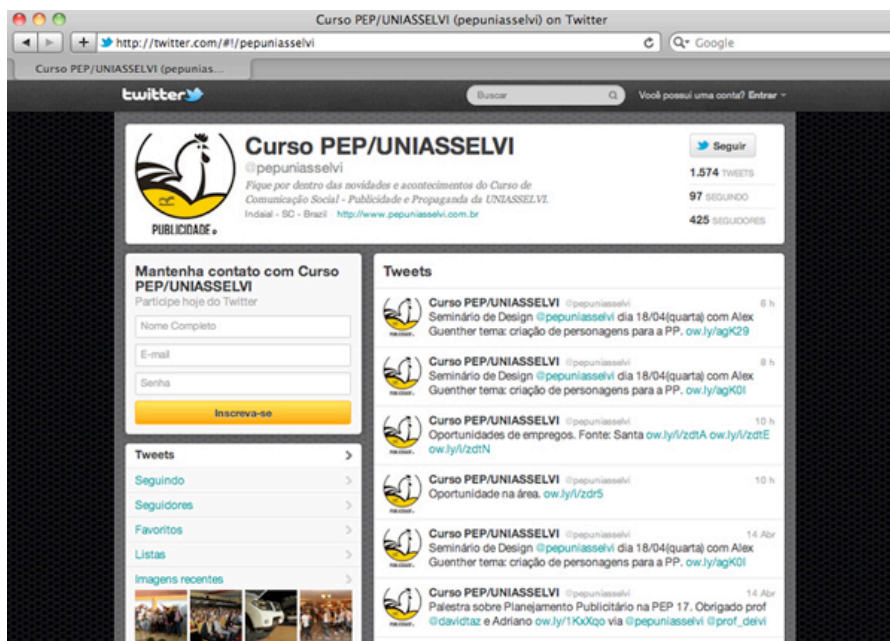 Curso PEP/UNIASSELVI (pepuniasselvi) on Twitter
http://twitter.com/#!/pepuniasselvi
Google
Curso PEP/UNIASSELVI (pepunias...
twitter
Buscar
Você possui uma conta? Entrar
Curso PEP/UNIASSELVI
@pepuniasselvi
Fique por dentro das novidades e acontecimentos do Curso de
Comunicação Social - Publicidade e Propaganda da UNIASSELVI.
Indaial - SC - Brazil · http://www.pepuniasselvi.com.br
PUBLICIDADE
Seguir
1.574 TWEETS
97 SEGUINDO
425 SEGUIDORES
Mantenha contato com Curso
PEP/UNIASSELVI
Participe hoje do Twitter
Nome Completo
E-mail
Senha
Inscreva-se
Tweets
Seguindo
Seguidores
Favoritos
Listas
Imagens recentes
Tweets
Curso PEP/UNIASSELVI @pepuniasselvi 6 h
Seminário de Design @pepuniasselvi dia 18/04(quarta) com Alex
Guenther tema: criação de personagens para a PP. ow.ly/agK29
Curso PEP/UNIASSELVI @pepuniasselvi 8 h
Seminário de Design @pepuniasselvi dia 18/04(quarta) com Alex
Guenther tema: criação de personagens para a PP. ow.ly/agK0I
Curso PEP/UNIASSELVI @pepuniasselvi 10 h
Oportunidades de empregos. Fonte: Santa ow.ly/i/zdtA ow.ly/i/zdtE
ow.ly/i/zdtN
Curso PEP/UNIASSELVI @pepuniasselvi 10 h
Oportunidade na área. ow.ly/i/zdr5
Curso PEP/UNIASSELVI @pepuniasselvi 14 Abr
Seminário de Design @pepuniasselvi dia 18/04(quarta) com Alex
Guenther tema: criação de personagens para a PP. ow.ly/agK0I
Curso PEP/UNIASSELVI @pepuniasselvi 14 Abr
Palestra sobre Planejamento Publicitário na PEP 17. Obrigado prof
@davidtaz e Adriano ow.ly/1KxXqo via @pepuniasselvi @prof_deivi